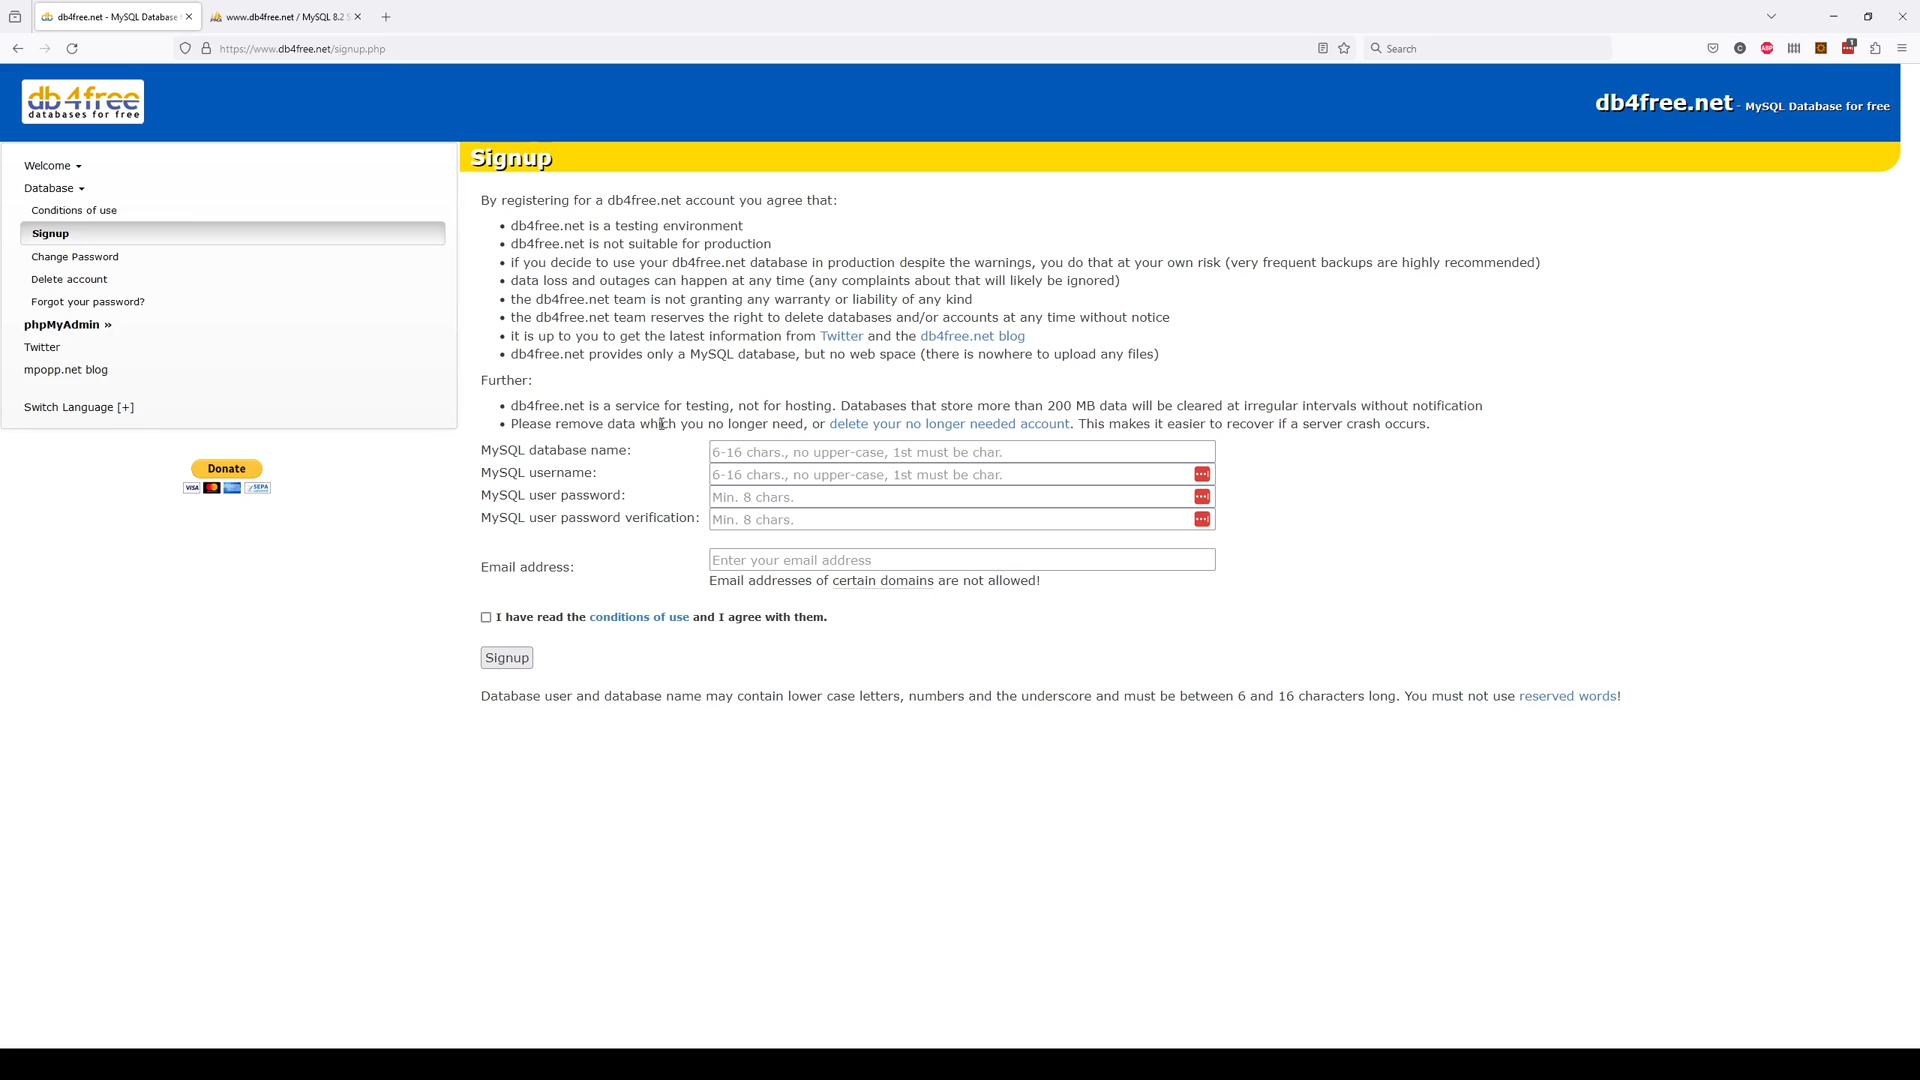 db4free.net - MySQL Database
www.db4free.net / MySQL 8.2
https://www.db4free.net/signup.php
Search
ABP
1
db4free
databases for free
db4free.net - MySQL Database for free
Welcome
Database
Conditions of use
Signup
Change Password
Delete account
Forgot your password?
phpMyAdmin »
Twitter
mpopp.net blog
Switch Language [+]
Donate
VISA
SEPA
Signup
By registering for a db4free.net account you agree that:
• db4free.net is a testing environment
• db4free.net is not suitable for production
• if you decide to use your db4free.net database in production despite the warnings, you do that at your own risk (very frequent backups are highly recommended)
• data loss and outages can happen at any time (any complaints about that will likely be ignored)
• the db4free.net team is not granting any warranty or liability of any kind
• the db4free.net team reserves the right to delete databases and/or accounts at any time without notice
• it is up to you to get the latest information from Twitter and the db4free.net blog
• db4free.net provides only a MySQL database, but no web space (there is nowhere to upload any files)
Further:
• db4free.net is a service for testing, not for hosting. Databases that store more than 200 MB data will be cleared at irregular intervals without notification
• Please remove data which you no longer need, or delete your no longer needed account. This makes it easier to recover if a server crash occurs.
MySQL database name: 6-16 chars., no upper-case, 1st must be char.
MySQL username: 6-16 chars., no upper-case, 1st must be char.
MySQL user password: Min. 8 chars.
MySQL user password verification: Min. 8 chars.
Email address: Enter your email address
Email addresses of certain domains are not allowed!
I have read the conditions of use and I agree with them.
Signup
Database user and database name may contain lower case letters, numbers and the underscore and must be between 6 and 16 characters long. You must not use reserved words!